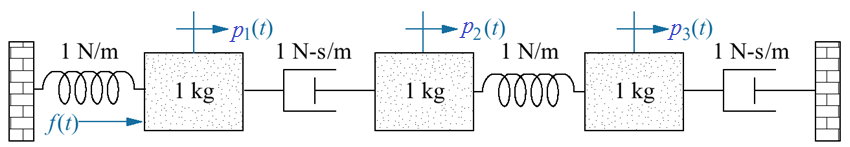 p₁(t) p₂(t) p₃(t)
1 N/m 1 N-s/m 1 N/m 1 N-s/m
1 kg 1 kg 1 kg
f(t)